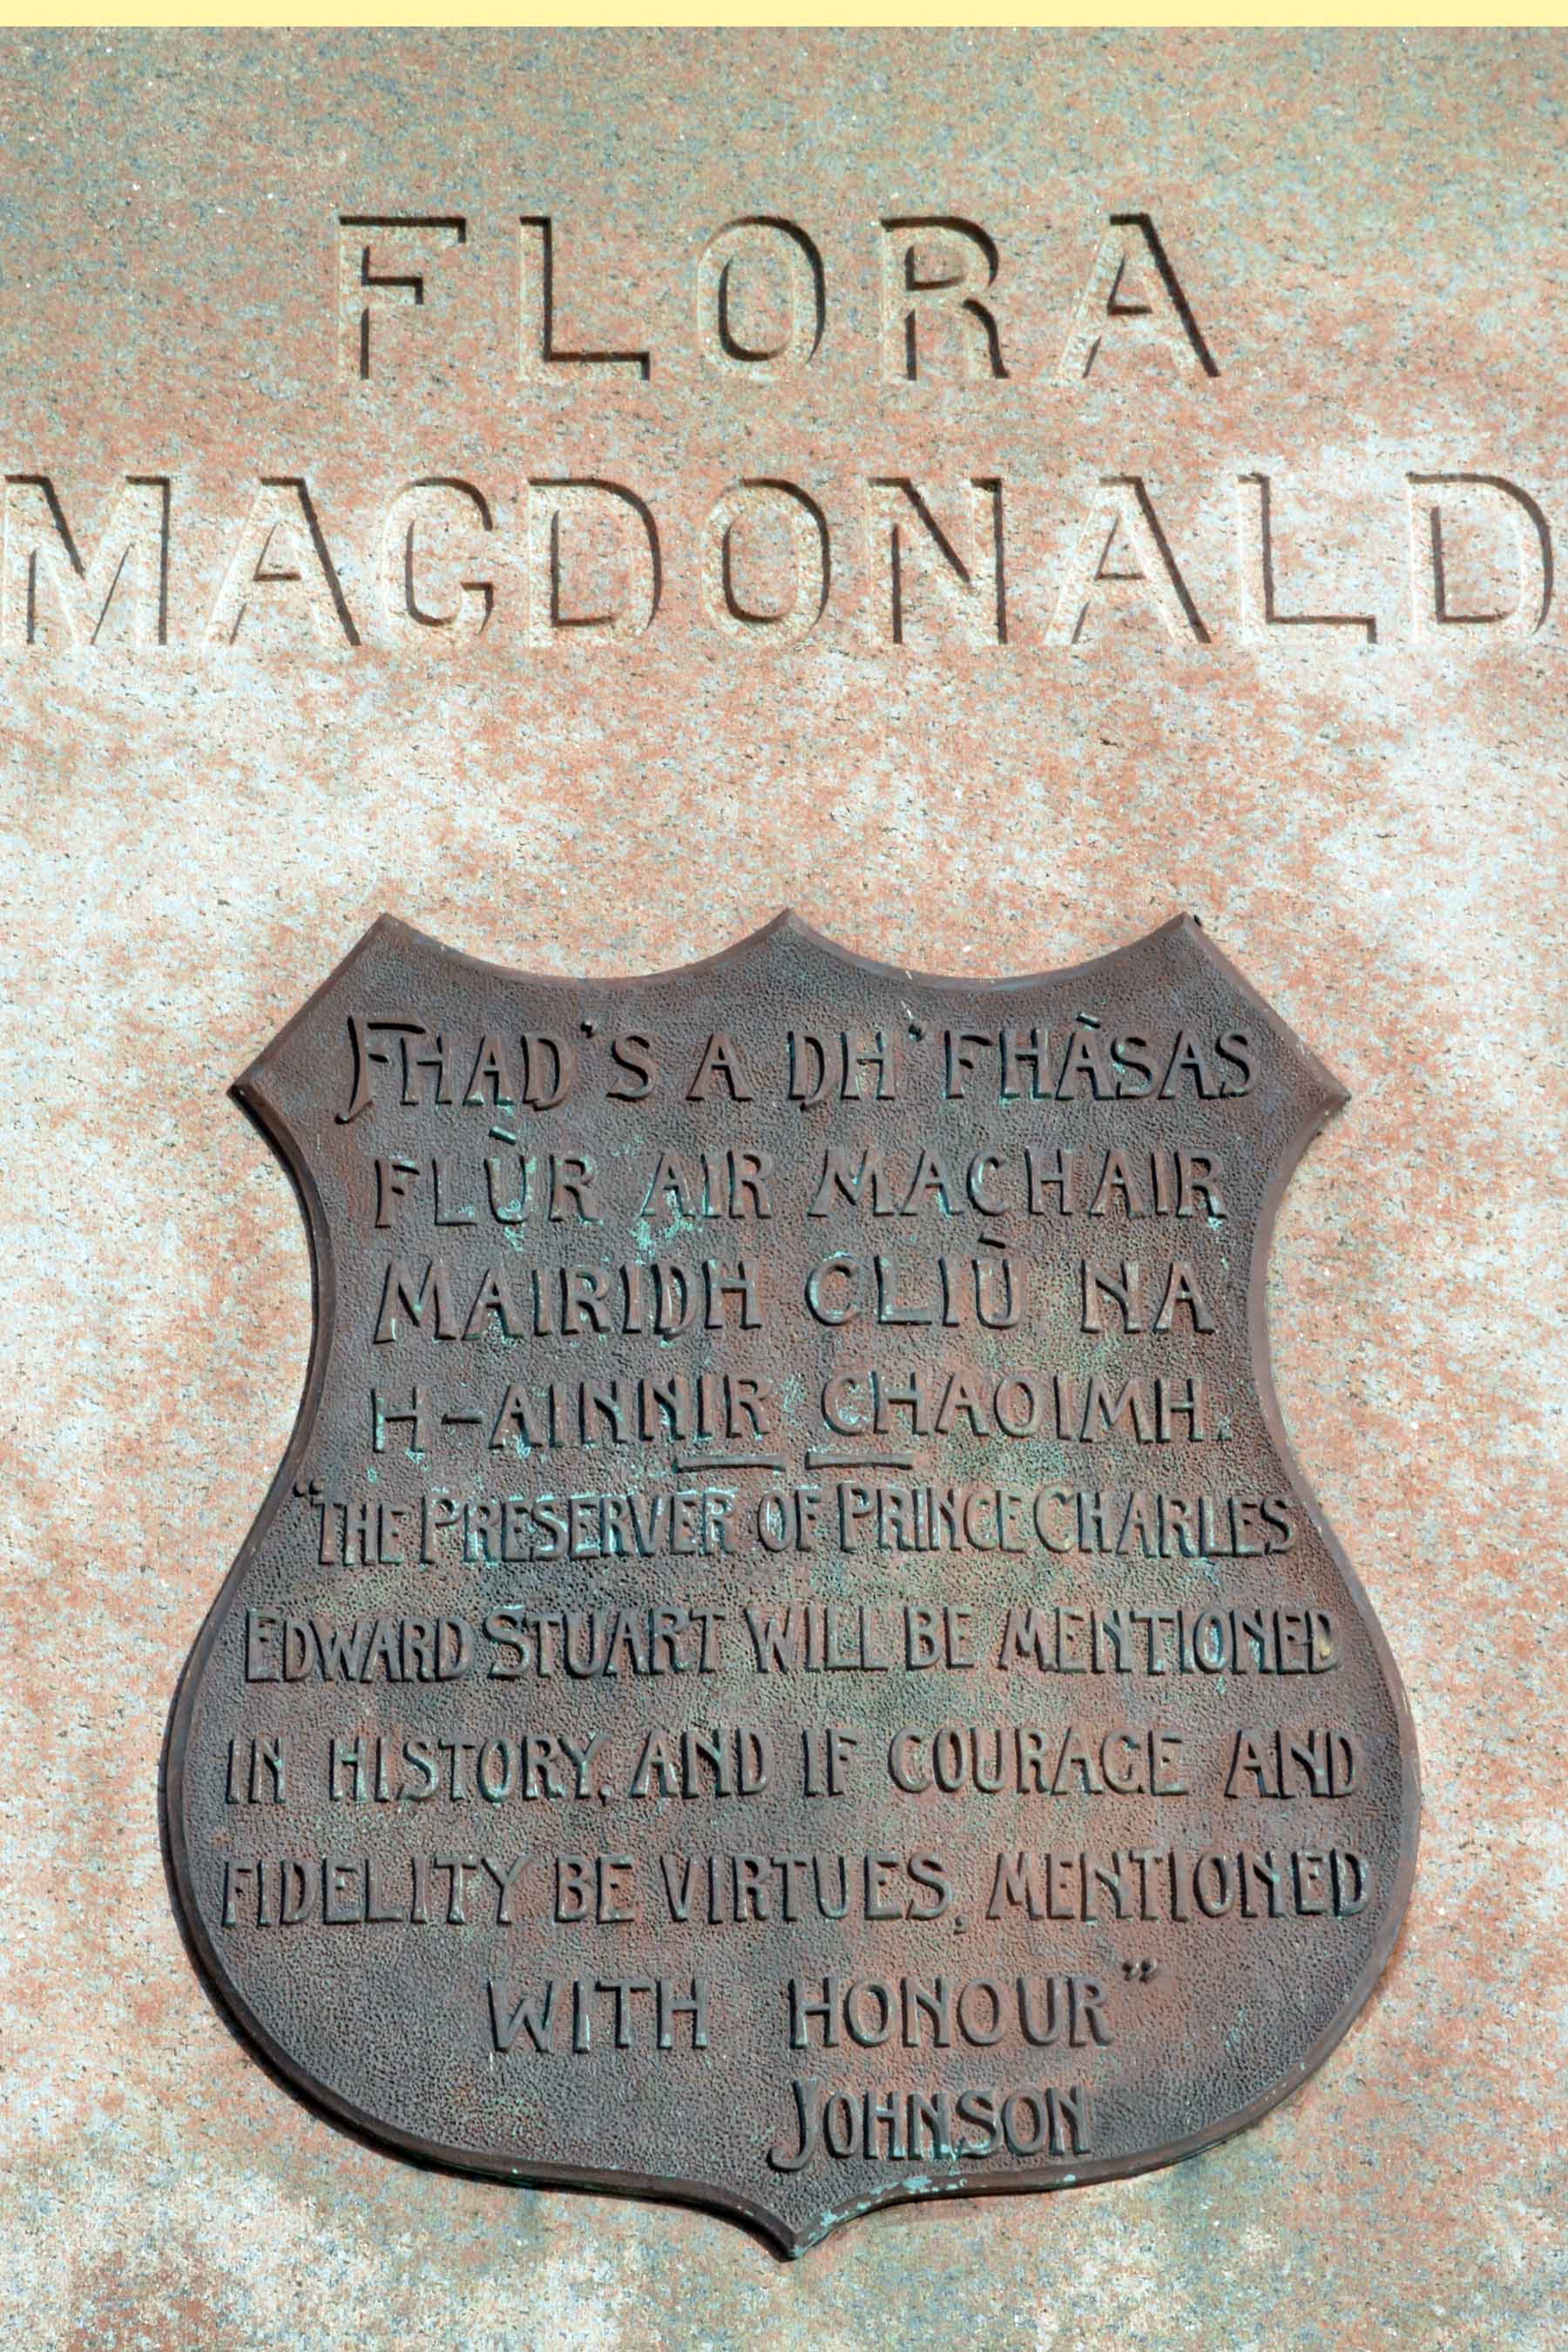 FLORA
MACDONALD
FHAD'S A DH'FHÀSAS
FLÙR AIR MACHAIR
MAIRIDH CLIÙ NA
H-AINNIR CHAOIMH.
"THE PRESERVER OF PRINCE CHARLES
EDWARD STUART WILL BE MENTIONED
IN HISTORY, AND IF COURAGE AND
FIDELITY BE VIRTUES, MENTIONED
WITH HONOUR"
JOHNSON